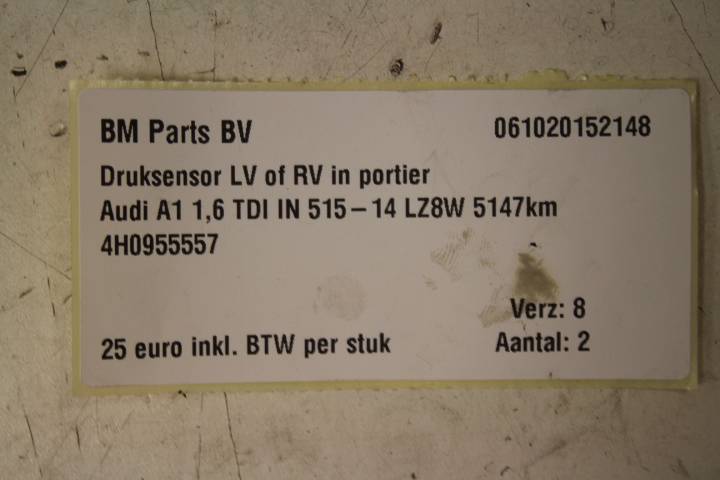 BM Parts BV 061020152148
Druksensor LV of RV in portier
Audi A1 1,6 TDI IN 515-14 LZ8W 5147km
4H0955557
Verz: 8
25 euro inkl. BTW per stuk Aantal: 2